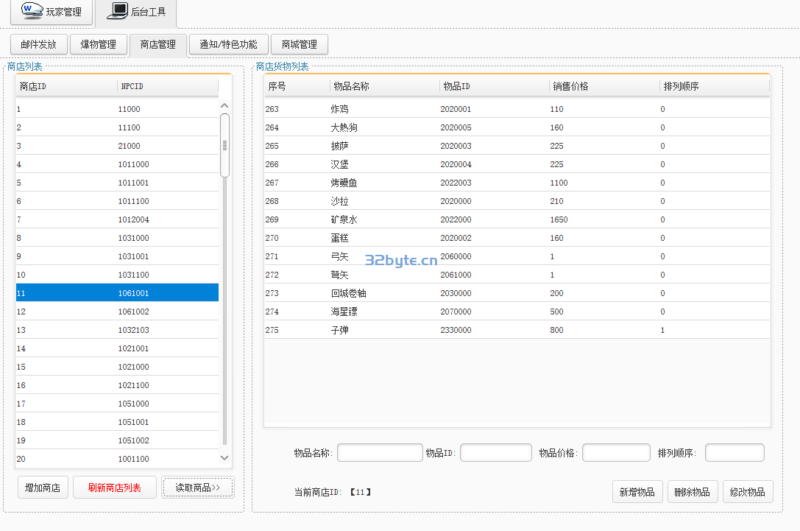 玩家管理 后台工具
邮件发放 爆物管理 商店管理 通知/特色功能 商城管理
商店列表
商店ID NPCID
1 11000
2 11100
3 21000
4 1011000
5 1011001
6 1011100
7 1012004
8 1031000
9 1031001
10 1031100
11 1061001
12 1061002
13 1032103
14 1021001
15 1021000
16 1021100
17 1051000
18 1051001
19 1051002
20 1001100
增加商店 刷新商店列表 读取商品>>
商店货物列表
序号 物品名称 物品ID 销售价格 排列顺序
263 炸鸡 2020001 110 0
264 大熱狗 2020005 160 0
265 披萨 2020003 225 0
266 汉堡 2020004 225 0
267 烤鳗鱼 2022003 1100 0
268 沙拉 2020000 210 0
269 矿泉水 2022000 1650 0
270 蛋糕 2020002 160 0
271 弓矢 2060000 1 0
272 弩矢 2061000 1 0
273 回城卷轴 2030000 200 0
274 海星镖 2070000 500 0
275 子弹 2330000 800 1
32byte.cn
物品名称: 物品ID: 物品价格: 排列顺序:
当前商店ID: 【11】 新增物品 删除物品 修改物品